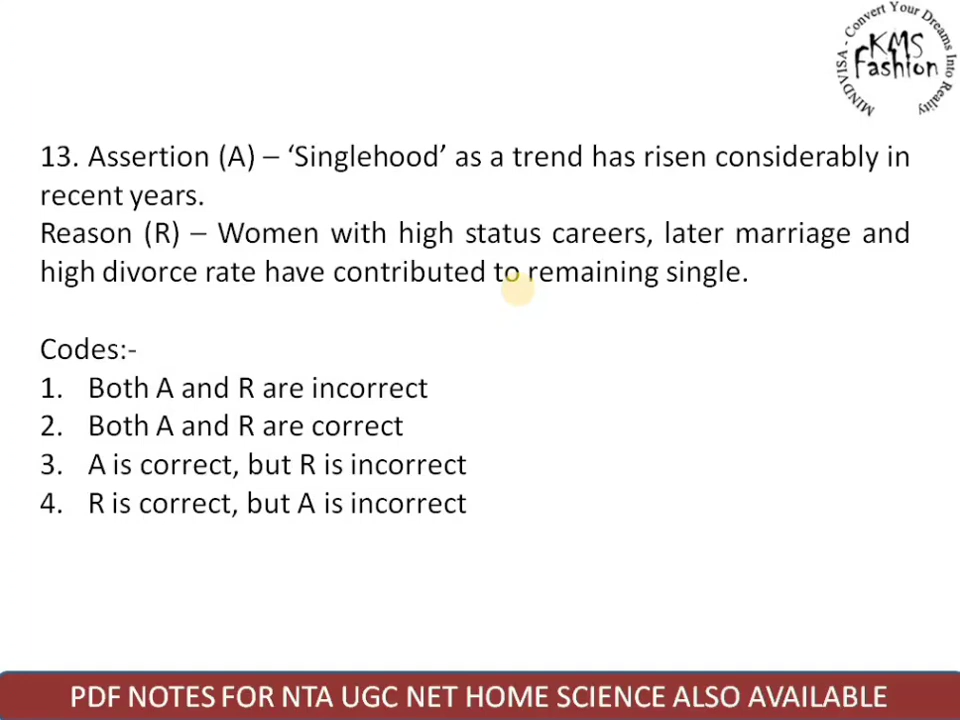 MINDVISA - Convert Your Dreams Into Reality
KMS
Fashion
13. Assertion (A) – ‘Singlehood’ as a trend has risen considerably in
recent years.
Reason (R) – Women with high status careers, later marriage and
high divorce rate have contributed to remaining single.
Codes:-
1. Both A and R are incorrect
2. Both A and R are correct
3. A is correct, but R is incorrect
4. R is correct, but A is incorrect
PDF NOTES FOR NTA UGC NET HOME SCIENCE ALSO AVAILABLE